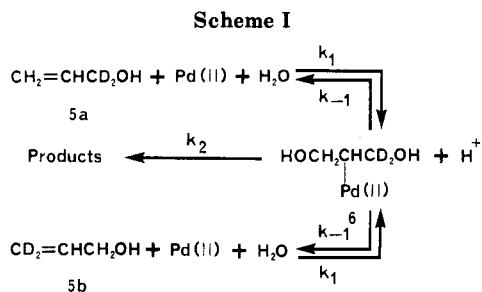 Scheme I
CH₂=CHCD₂OH + Pd(II) + H₂O
k₁
k₋₁
5a
Products
k₂
HOCH₂CHCD₂OH + H⁺
Pd(II)
6
k₋₁
CD₂=CHCH₂OH + Pd(II) + H₂O
k₁
5b